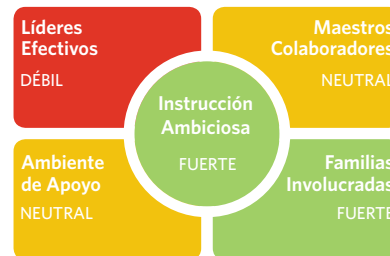 Líderes
Efectivos
DÉBIL
Maestros
Colaboradores
NEUTRAL
Instrucción
Ambiciosa
FUERTE
Ambiente
de Apoyo
NEUTRAL
Familias
Involucradas
FUERTE